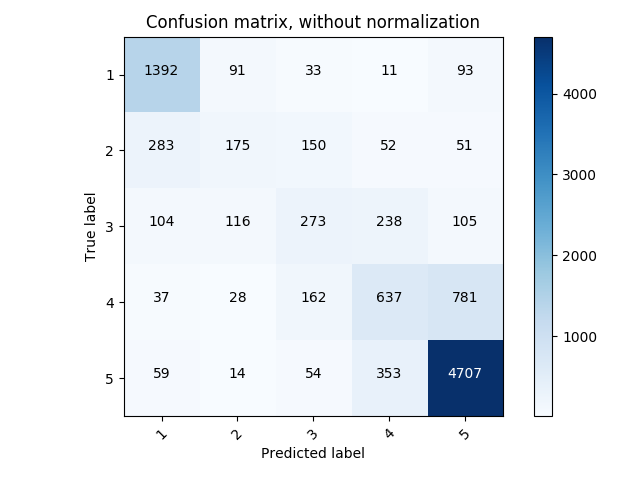 Confusion matrix, without normalization
1 1392 91 33 11 93
2 283 175 150 52 51
3 104 116 273 238 105
4 37 28 162 637 781
5 59 14 54 353 4707
1 2 3 4 5
True label
Predicted label
4000
3000
2000
1000